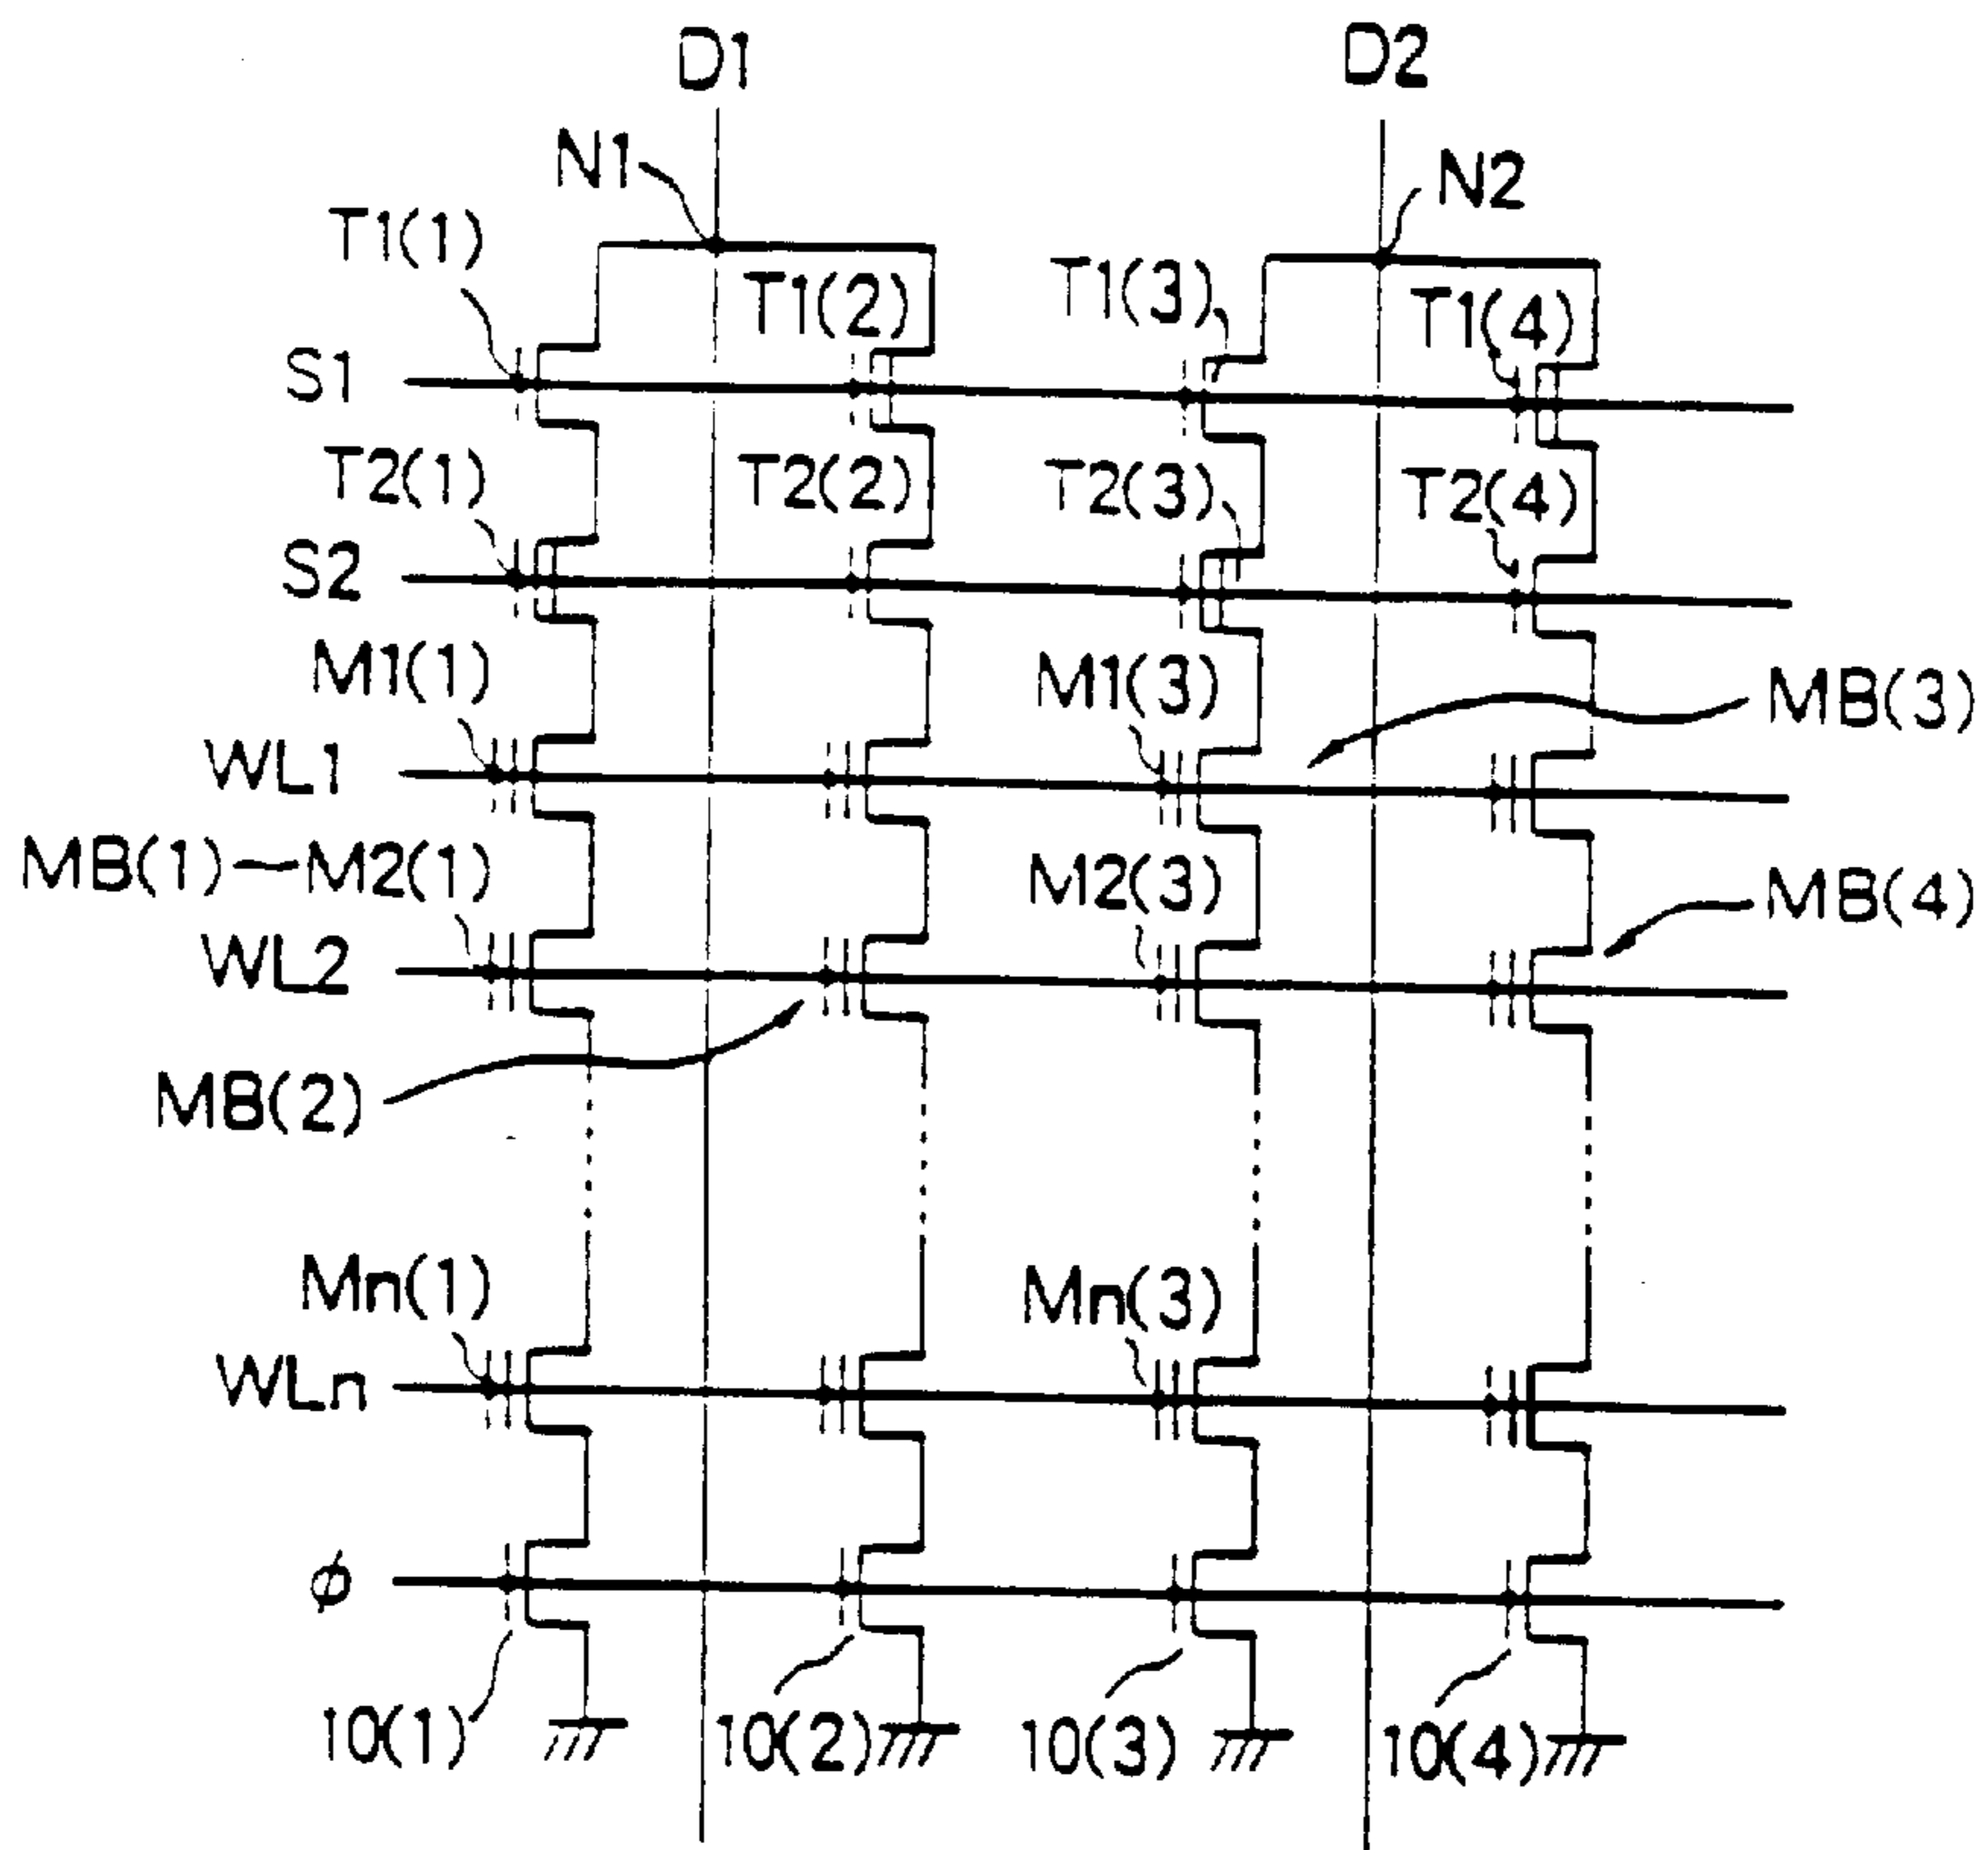 D1 D2
N1 N2
T1(1) T1(2) T1(3) T1(4)
S1
T2(1) T2(2) T2(3) T2(4)
S2
M1(1) M1(3) MB(3)
WL1
MB(1) M2(1) M2(3) MB(4)
WL2
MB(2)
Mn(1) Mn(3)
WLn
φ
10(1) 10(2) 10(3) 10(4)